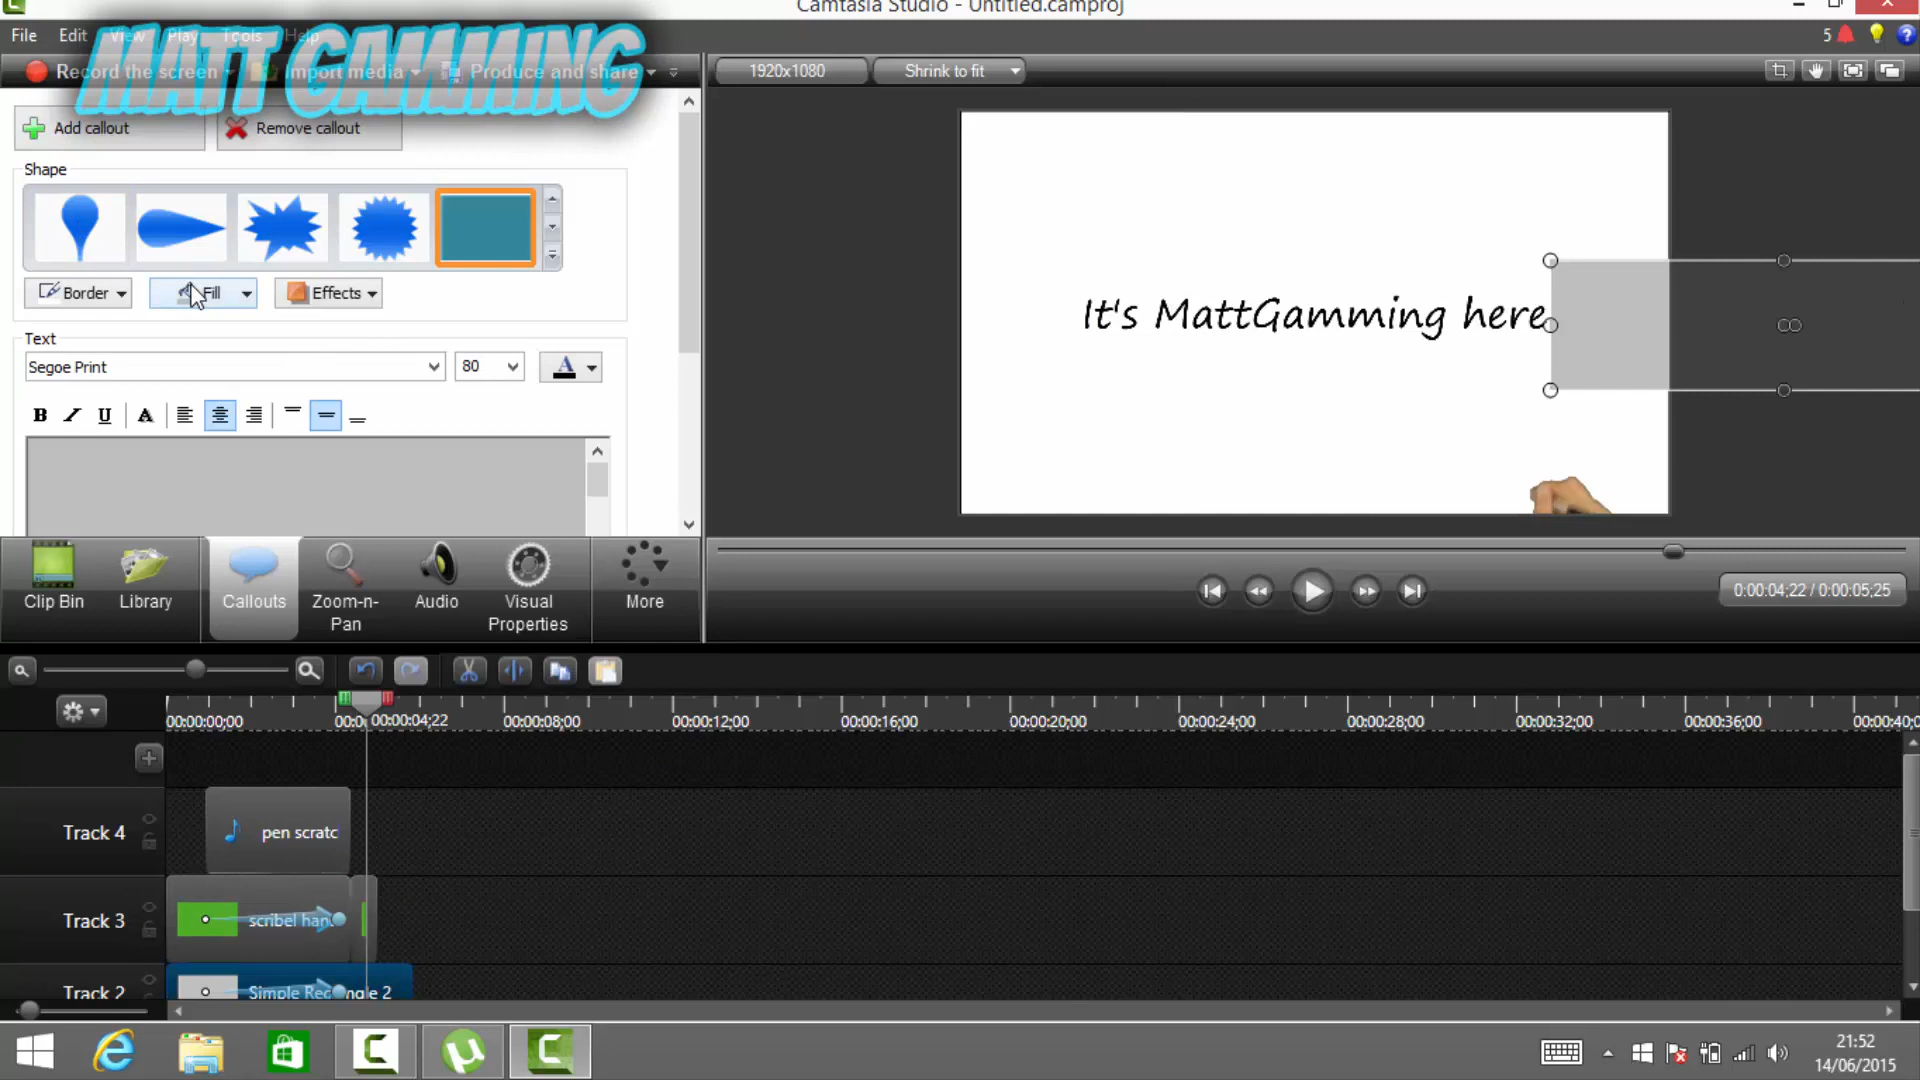 Camtasia Studio - Untitled.camproj
File Edit View Play Tools Help
5
MATT GAMMING
Record the screen Import media Produce and share
1920x1080 Shrink to fit
Add callout Remove callout
Shape
Border Fill Effects
Text
Segoe Print 80 A
B I U A
It's MattGamming here
Clip Bin Library Callouts Zoom-n-Pan Audio Visual Properties More
0:00:04;22 / 0:00:05;25
00:00:00;00 00:0 00:00:04;22 00:00:08;00 00:00:12;00 00:00:16;00 00:00:20;00 00:00:24;00 00:00:28;00 00:00:32;00 00:00:36;00 00:00:40;
Track 4 pen scratc
Track 3 scribel han
Track 2 Simple Rectangle 2
21:52
14/06/2015